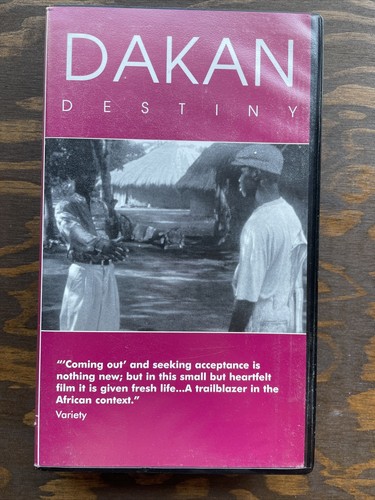 DAKAN
DESTINY
"'Coming out' and seeking acceptance is
nothing new; but in this small but heartfelt
film it is given fresh life...A trailblazer in the
African context."
Variety